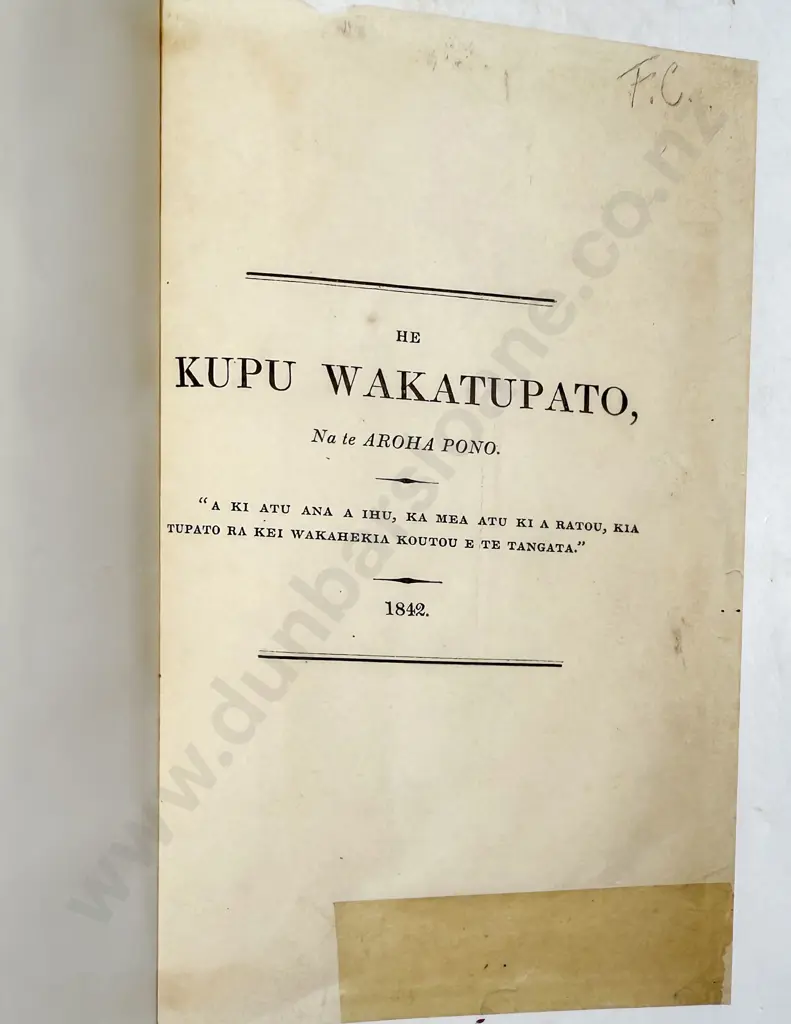 F.C.
HE
KUPU WAKATUPATO,
Na te AROHA PONO.
“A KI ATU ANA A IHU, KA MEA ATU KI A RATOU, KIA
TUPATO RA KEI WAKAHEKIA KOUTOU E TE TANGATA.”
1842.
www.dunbarsloane.co.nz